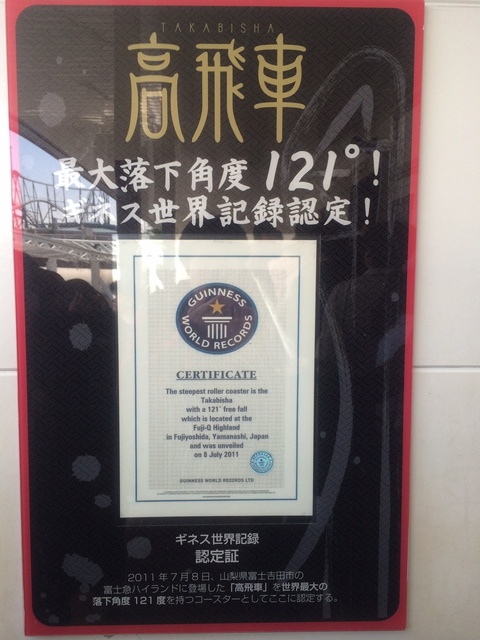 TAKABISHA
高飛車
最大落下角度121°!
ギネス世界記録認定!
GUINNESS
WORLD RECORDS
CERTIFICATE
The steepest roller coaster is the
Takabisha
with a 121° free fall
which is located at the
Fuji-Q Highland
in Fujiyoshida, Yamanashi, Japan
and was unveiled
on 8 July 2011
GUINNESS WORLD RECORDS LTD
ギネス世界記録
認定証
2011年7月8日、山梨県富士吉田市の
富士急ハイランドに登場した「高飛車」を世界最大の
落下角度121度を持つコースターとしてここに認定する。